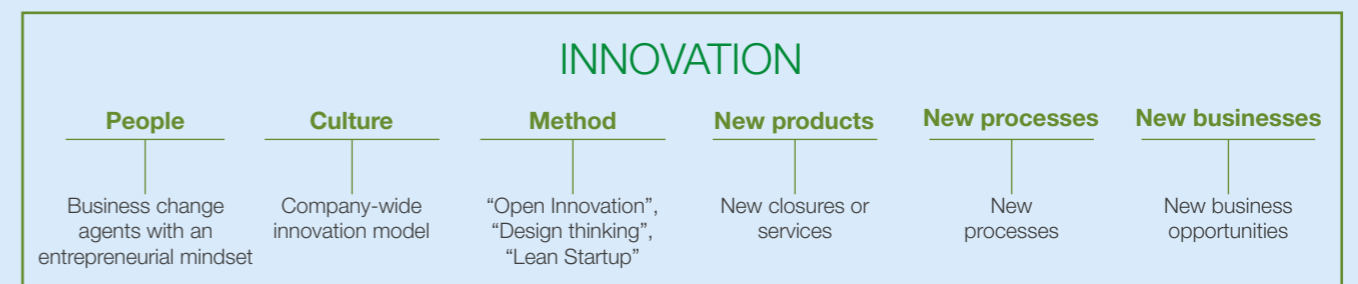 INNOVATION
People
Culture
Method
New products
New processes
New businesses
Business change
agents with an
entrepreneurial mindset
Company-wide
innovation model
“Open Innovation”,
“Design thinking”,
“Lean Startup”
New closures or
services
New
processes
New business
opportunities